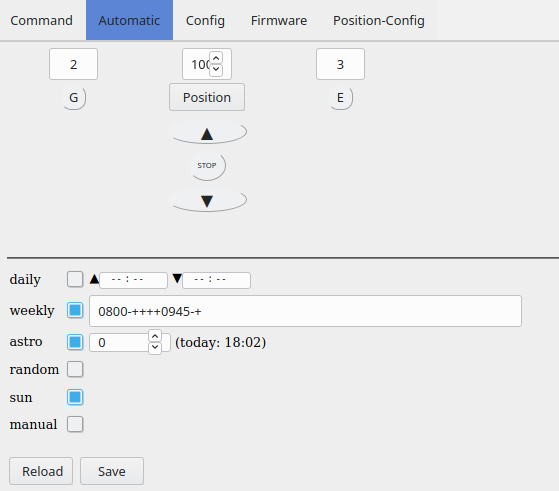 Command Automatic Config Firmware Position-Config
2 100 3
G Position E
▲
STOP
▼
daily ▲ --:-- ▼ --:--
weekly 0800-++++0945-+
astro 0 (today: 18:02)
random
sun
manual
Reload Save